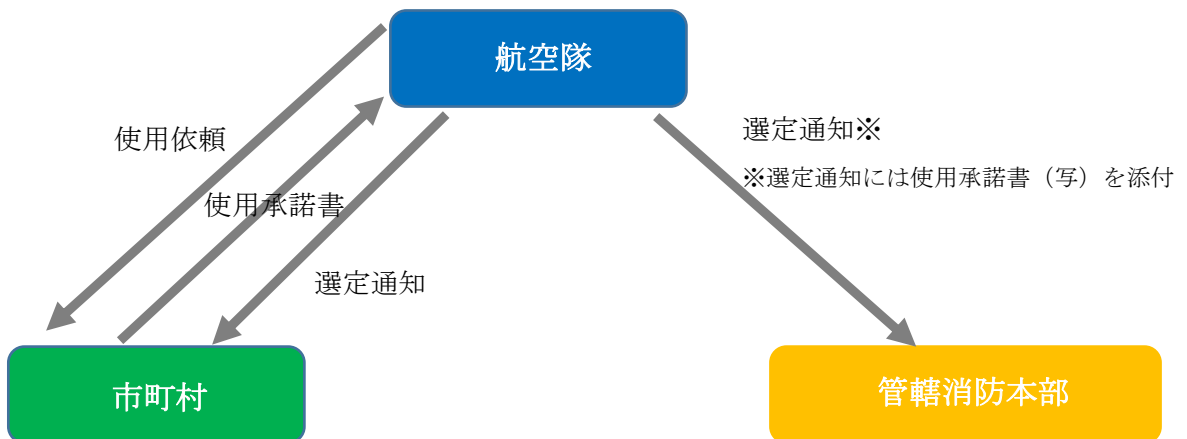 航空隊
使用依頼
選定通知※
※選定通知には使用承諾書（写）を添付
使用承諾書
選定通知
市町村
管轄消防本部